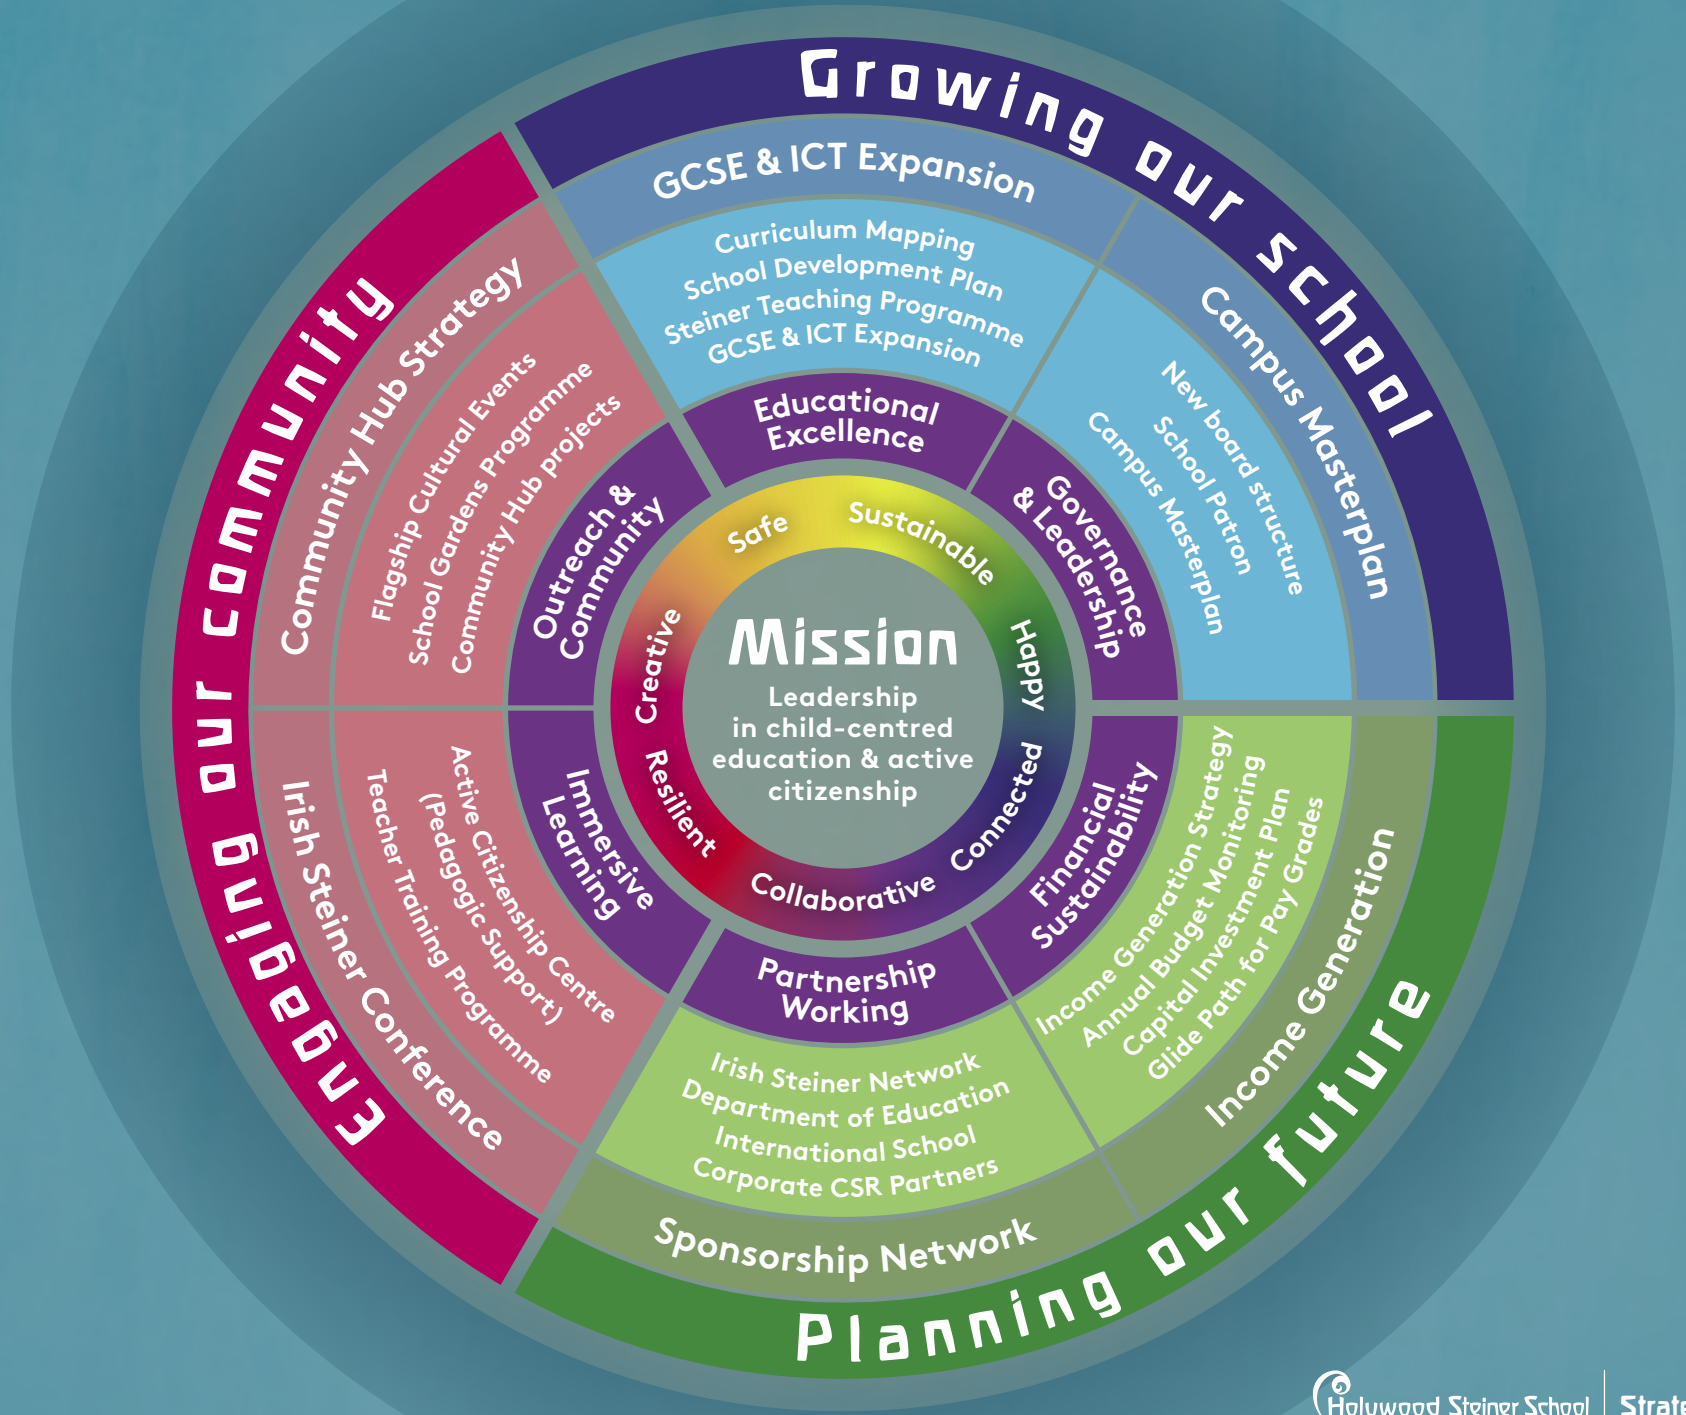 Growing our school
GCSE & ICT Expansion
Curriculum Mapping
School Development Plan
Steiner Teaching Programme
GCSE & ICT Expansion
Educational
Excellence
Campus Masterplan
New board structure
School Patron
Campus Masterplan
Governance
& Leadership
Planning our future
Income Generation
Income Generation Strategy
Annual Budget Monitoring
Capital Investment Plan
Glide Path for Pay Grades
Financial
Sustainability
Sponsorship Network
Irish Steiner Network
Department of Education
International School
Corporate CSR Partners
Partnership
Working
Engaging our community
Irish Steiner Conference
Active Citizenship Centre
(Pedagogic Support)
Teacher Training Programme
Immersive
Learning
Community Hub Strategy
Flagship Cultural Events
School Gardens Programme
Community Hub projects
Outreach &
Community
Safe
Sustainable
Happy
Connected
Collaborative
Resilient
Creative
Mission
Leadership
in child-centred
education & active
citizenship
Holywood Steiner School
Strate